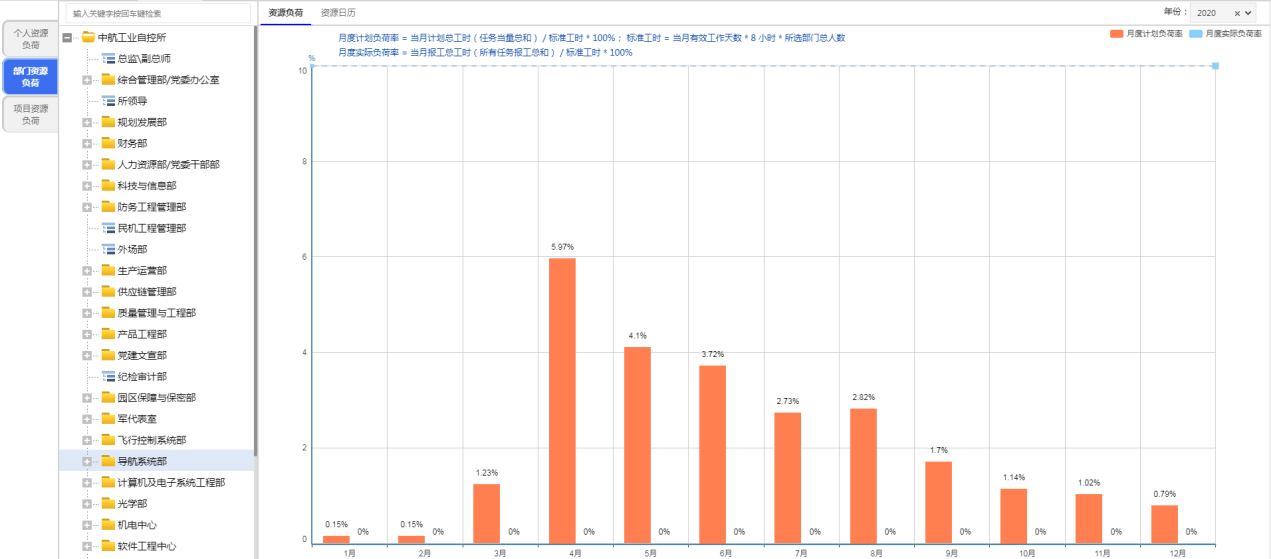 个人资源
负荷
部门资源
负荷
项目资源
负荷
输入关键字按回车键检索
中航工业自控所
总监\副总师
综合管理部/党委办公室
所领导
规划发展部
财务部
人力资源部/党委干部部
科技与信息部
防务工程管理部
民机工程管理部
外场部
生产运营部
供应链管理部
质量管理与工程部
产品工程部
党建文宣部
纪检审计部
园区保障与保密部
军代表室
飞行控制系统部
导航系统部
计算机及电子系统工程部
光学部
机电中心
软件工程中心
资源负荷 资源日历
年份： 2020
月度计划负荷率 = 当月计划总工时（任务当量总和）/ 标准工时 * 100%； 标准工时 = 当月有效工作天数 * 8 小时 * 所选部门总人数
月度实际负荷率 = 当月报工总工时（所有任务报工总和）/ 标准工时 * 100%
月度计划负荷率 月度实际负荷率
%
10
8
6
4
2
0
0.15% 0% 0.15% 0% 1.23% 0% 5.97% 0% 4.1% 0% 3.72% 0% 2.73% 0% 2.82% 0% 1.7% 0% 1.14% 0% 1.02% 0% 0.79% 0%
1月 2月 3月 4月 5月 6月 7月 8月 9月 10月 11月 12月